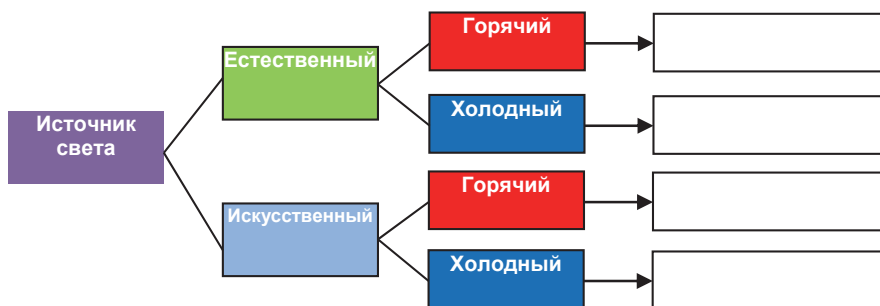 Источник
света
Естественный
Горячий
Холодный
Искусственный
Горячий
Холодный